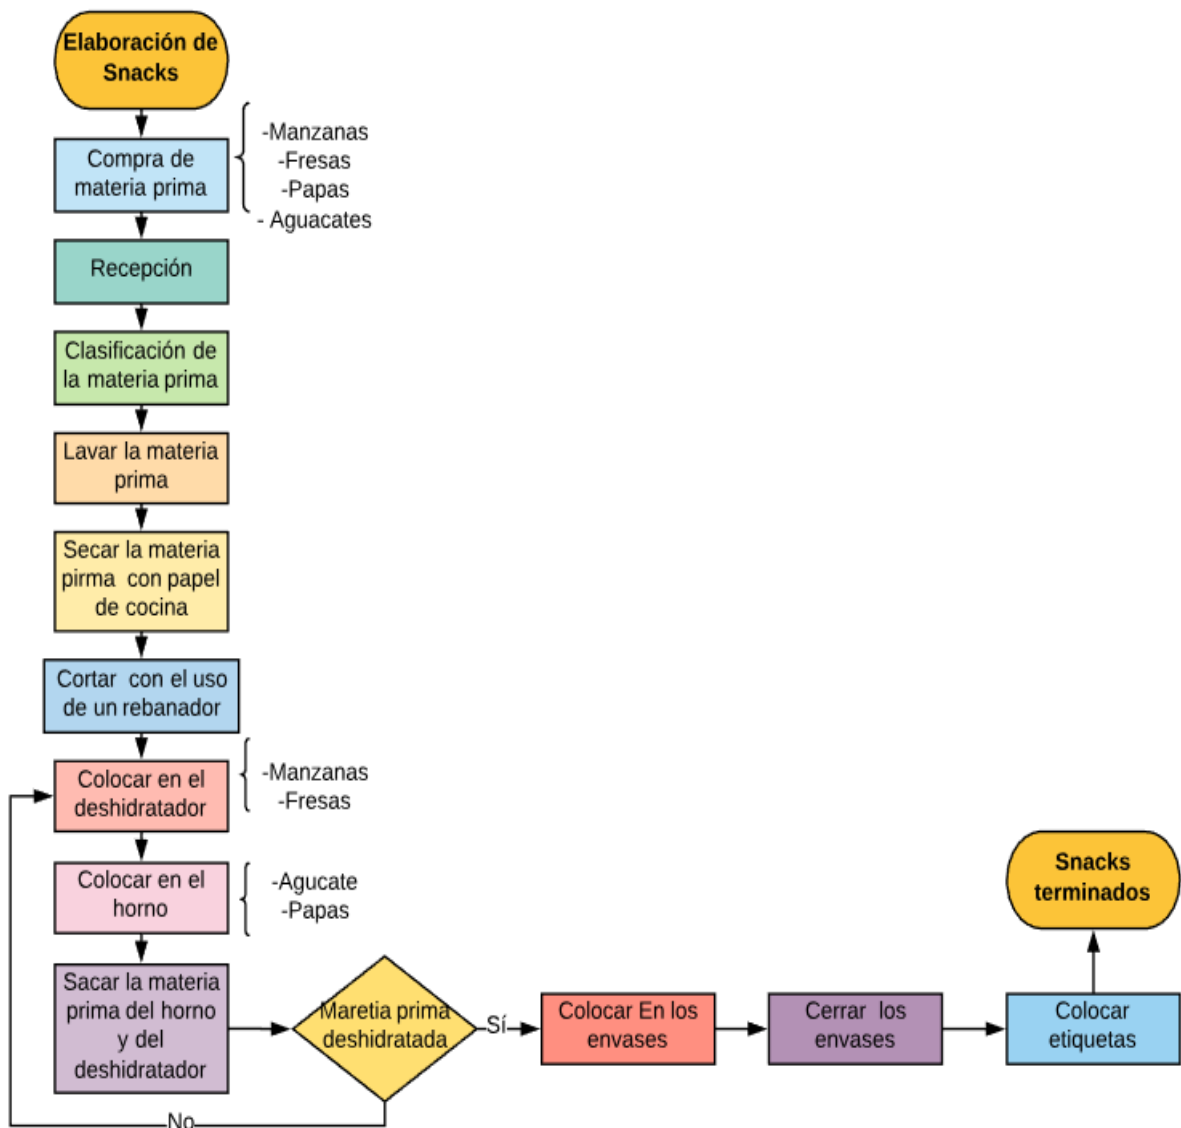 Elaboración de
Snacks
Compra de
materia prima
-Manzanas
-Fresas
-Papas
- Aguacates
Recepción
Clasificación de
la materia prima
Lavar la materia
prima
Secar la materia
pirma con papel
de cocina
Cortar con el uso
de un rebanador
Colocar en el
deshidratador
-Manzanas
-Fresas
Colocar en el
horno
-Agucate
-Papas
Sacar la materia
prima del horno
y del
deshidratador
Maretia prima
deshidratada
No
Sí
Colocar En los
envases
Cerrar los
envases
Colocar
etiquetas
Snacks
terminados